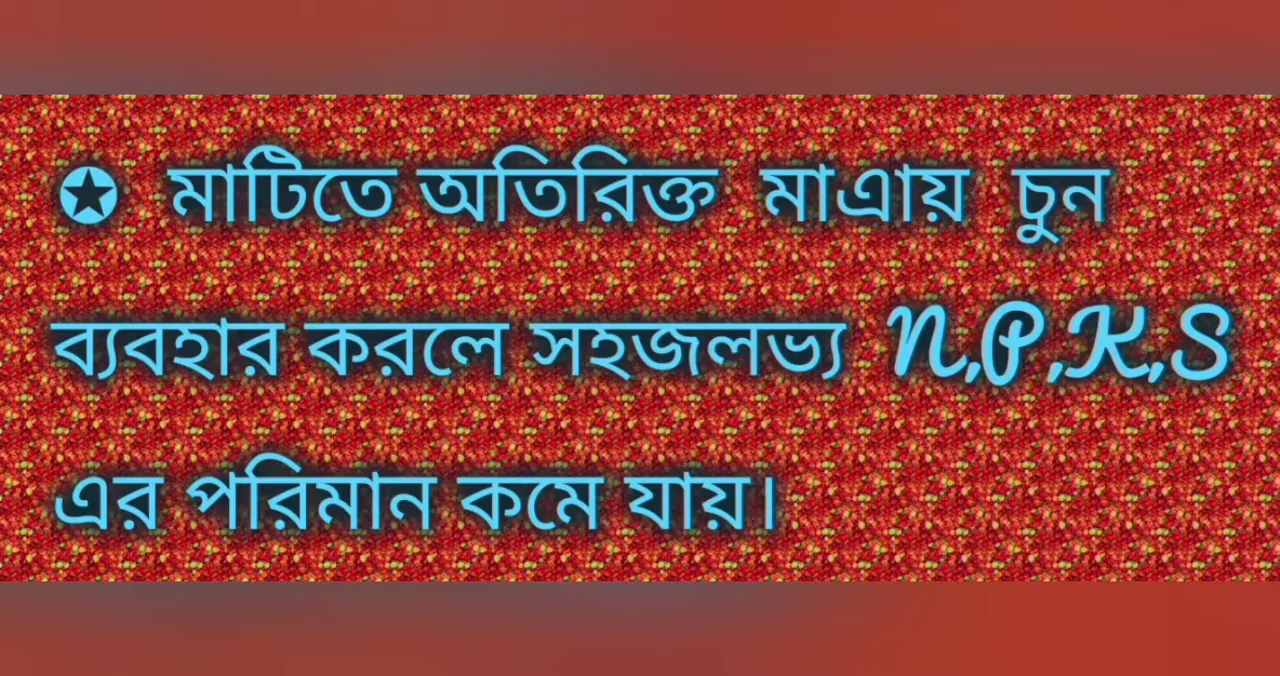 ✪ মাটিতে অতিরিক্ত মাএায় চুন
ব্যবহার করলে সহজলভ্য N,P,K,S
এর পরিমান কমে যায়।